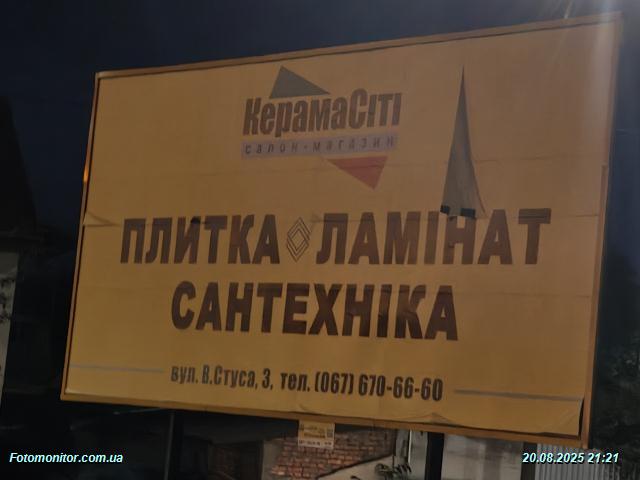 КерамаСіті
салон-магазин
ПЛИТКА ЛАМІНАТ
САНТЕХНІКА
вул. В.Стуса, 3, тел. (067) 670-66-60
Fotomonitor.com.ua
20.08.2025 21:21